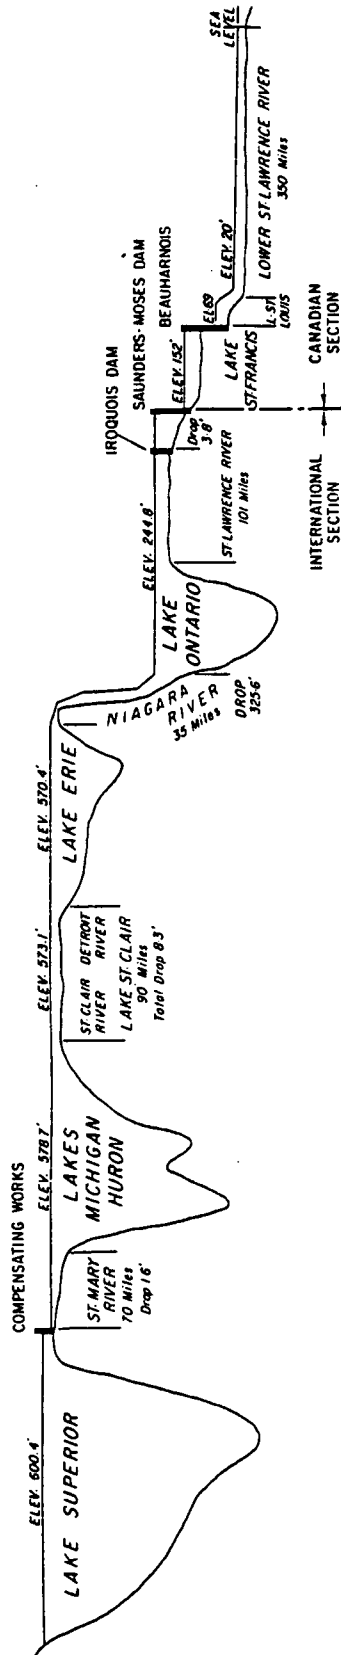 COMPENSATING WORKS
ELEV. 600.4'
LAKE SUPERIOR
ST. MARY
RIVER
70 Miles
Drop 16'
ELEV. 578.7'
LAKES
MICHIGAN
HURON
ELEV. 573.1'
ST. CLAIR DETROIT
RIVER RIVER
LAKE ST. CLAIR
90 Miles
Total Drop 8.3'
ELEV. 570.4'
LAKE ERIE
NIAGARA
RIVER
35 Miles
DROP
325.6'
LAKE
ONTARIO
ELEV. 244.8'
ST. LAWRENCE RIVER
101 Miles
IROQUOIS DAM
Drop
3.8'
SAUNDERS-MOSES DAM
ELEV. 152'
BEAUHARNOIS
LAKE
ST. FRANCIS
EL.69
L. ST.
LOUIS
ELEV. 20'
LOWER ST. LAWRENCE RIVER
350 Miles
SEA
LEVEL
INTERNATIONAL
SECTION
CANADIAN
SECTION